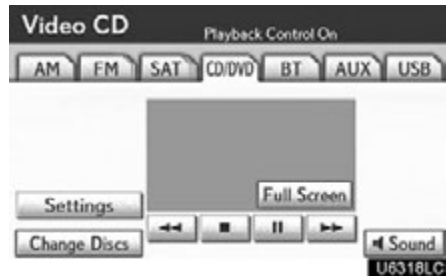 Video CD
Playback Control On
AM FM SAT CD/DVD BT AUX USB
Full Screen
Settings
Change Discs
Sound
U6318LC